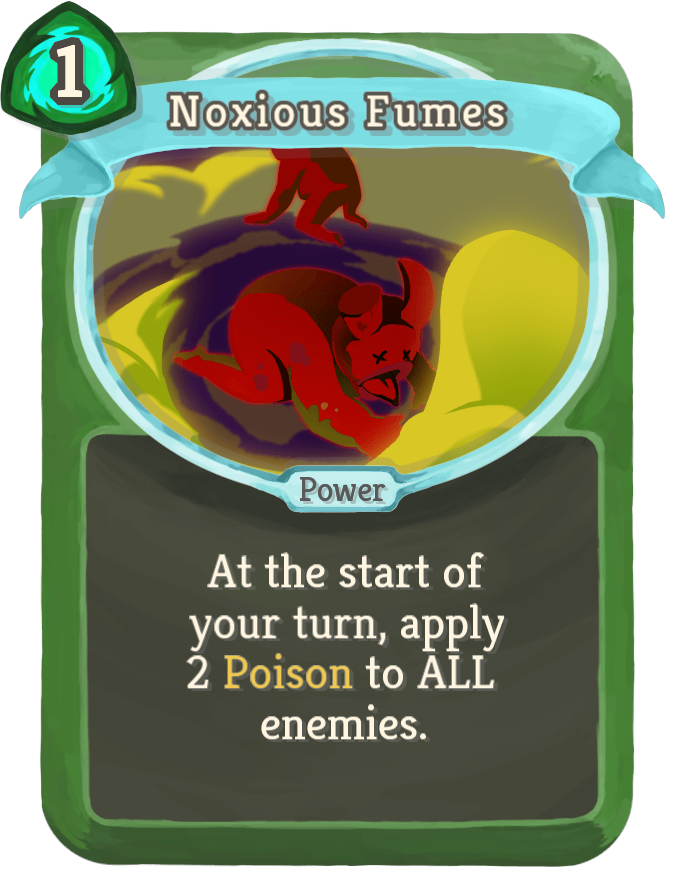 1
Noxious Fumes
Power
At the start of
your turn, apply
2 Poison to ALL
enemies.